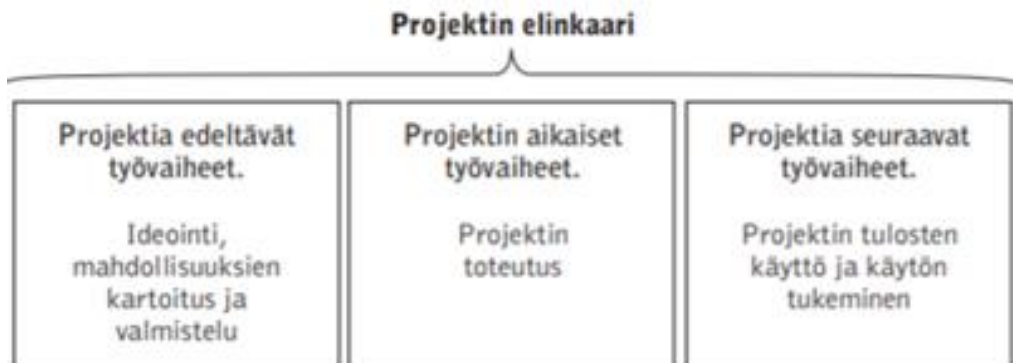 Projektin elinkaari
Projektia edeltävät
työvaiheet.
Ideointi,
mahdollisuuksien
kartoitus ja
valmistelu
Projektin aikaiset
työvaiheet.
Projektin
toteutus
Projektia seuraavat
työvaiheet.
Projektin tulosten
käyttö ja käytön
tukeminen